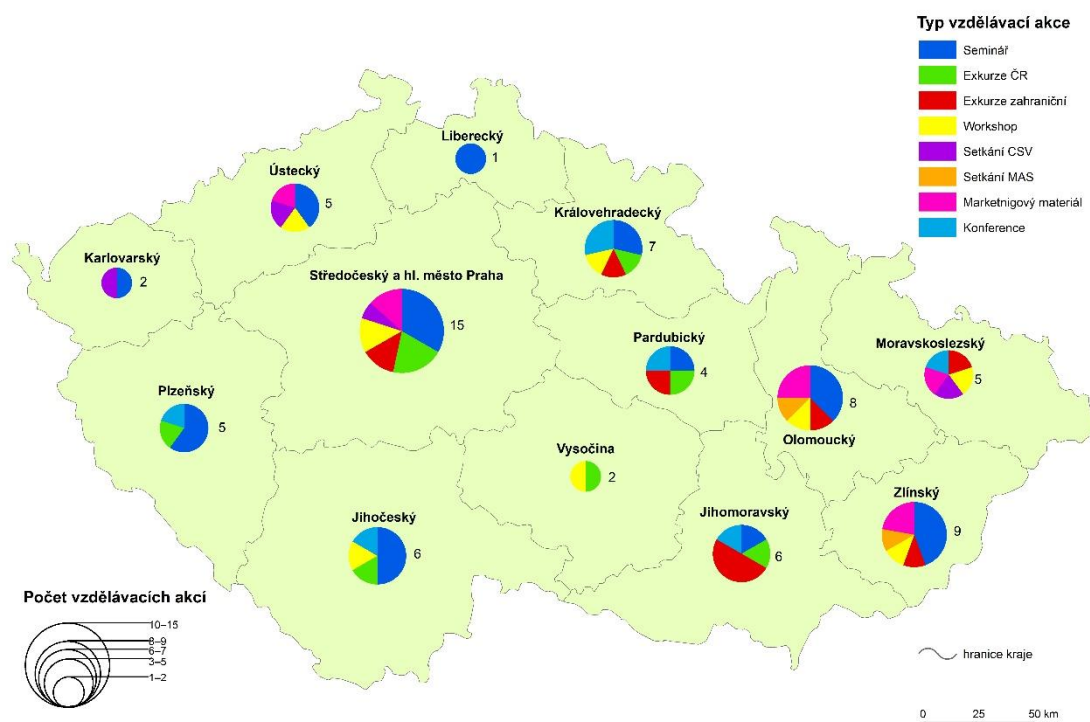 Typ vzdělávací akce
Seminář
Exkurze ČR
Exkurze zahraniční
Workshop
Setkání CSV
Setkání MAS
Marketnigový materiál
Konference
Liberecký
1
Ústecký
5
Královehradecký
7
Karlovarský
2
Středočeský a hl. město Praha
15
Pardubický
4
Moravskoslezský
5
Plzeňský
5
8
Olomoucký
Vysočina
2
Zlínský
9
Jihomoravský
6
Jihočeský
6
Počet vzdělávacích akcí
10–15
8–9
6–7
3–5
1–2
hranice kraje
0 25 50 km